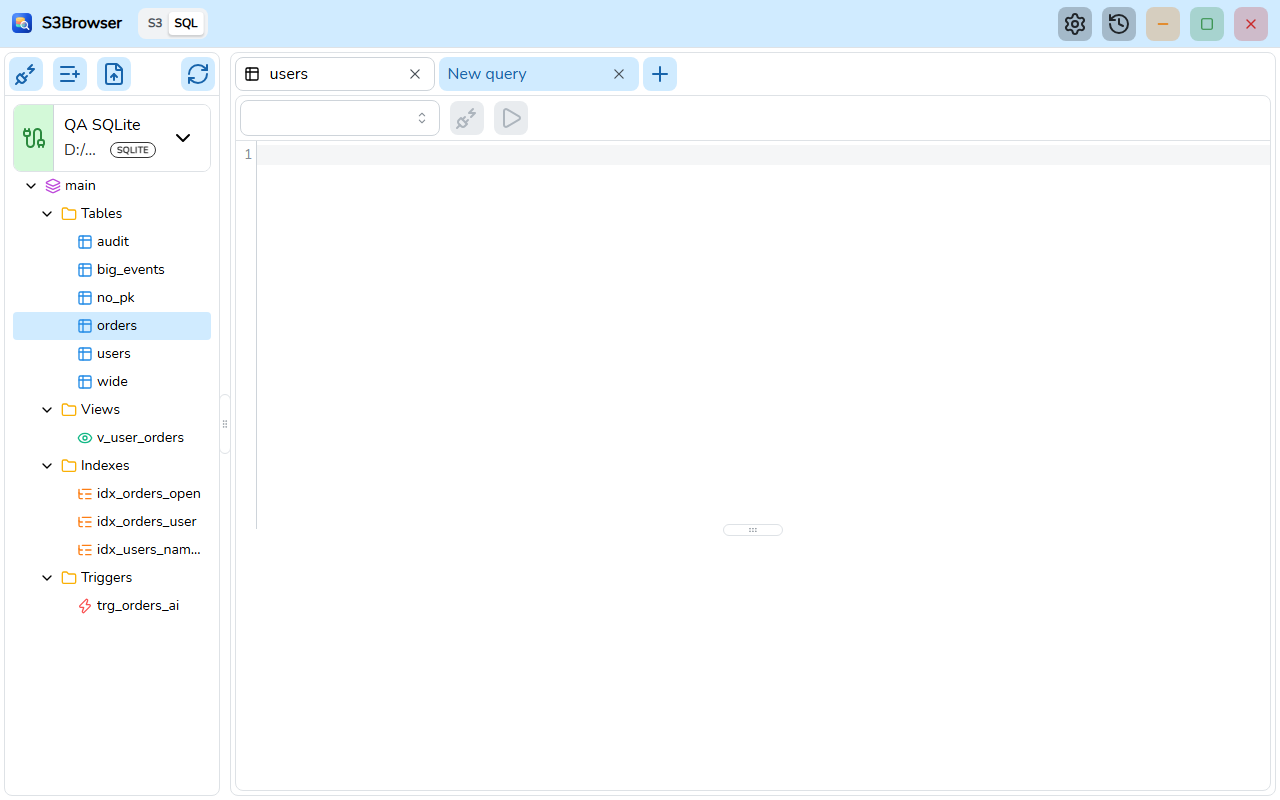 S3Browser
S3 SQL
users
New query
QA SQLite
D:/... SQLITE
main
Tables
audit
big_events
no_pk
orders
users
wide
Views
v_user_orders
Indexes
idx_orders_open
idx_orders_user
idx_users_nam...
Triggers
trg_orders_ai
1